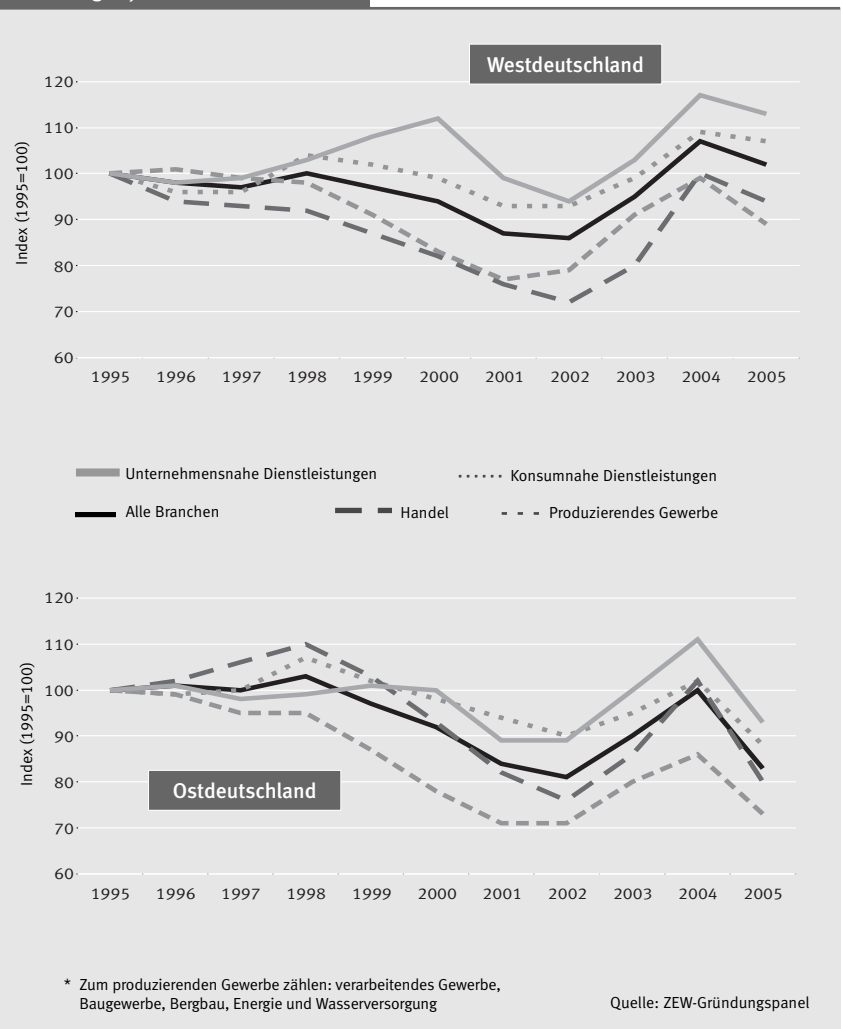 Westdeutschland
Index (1995=100)
120
110
100
90
80
70
60
1995 1996 1997 1998 1999 2000 2001 2002 2003 2004 2005
Unternehmensnahe Dienstleistungen
Konsumnahe Dienstleistungen
Alle Branchen
Handel
Produzierendes Gewerbe
Index (1995=100)
120
110
100
90
80
70
60
Ostdeutschland
1995 1996 1997 1998 1999 2000 2001 2002 2003 2004 2005
* Zum produzierenden Gewerbe zählen: verarbeitendes Gewerbe,
Baugewerbe, Bergbau, Energie und Wasserversorgung
Quelle: ZEW-Gründungspanel